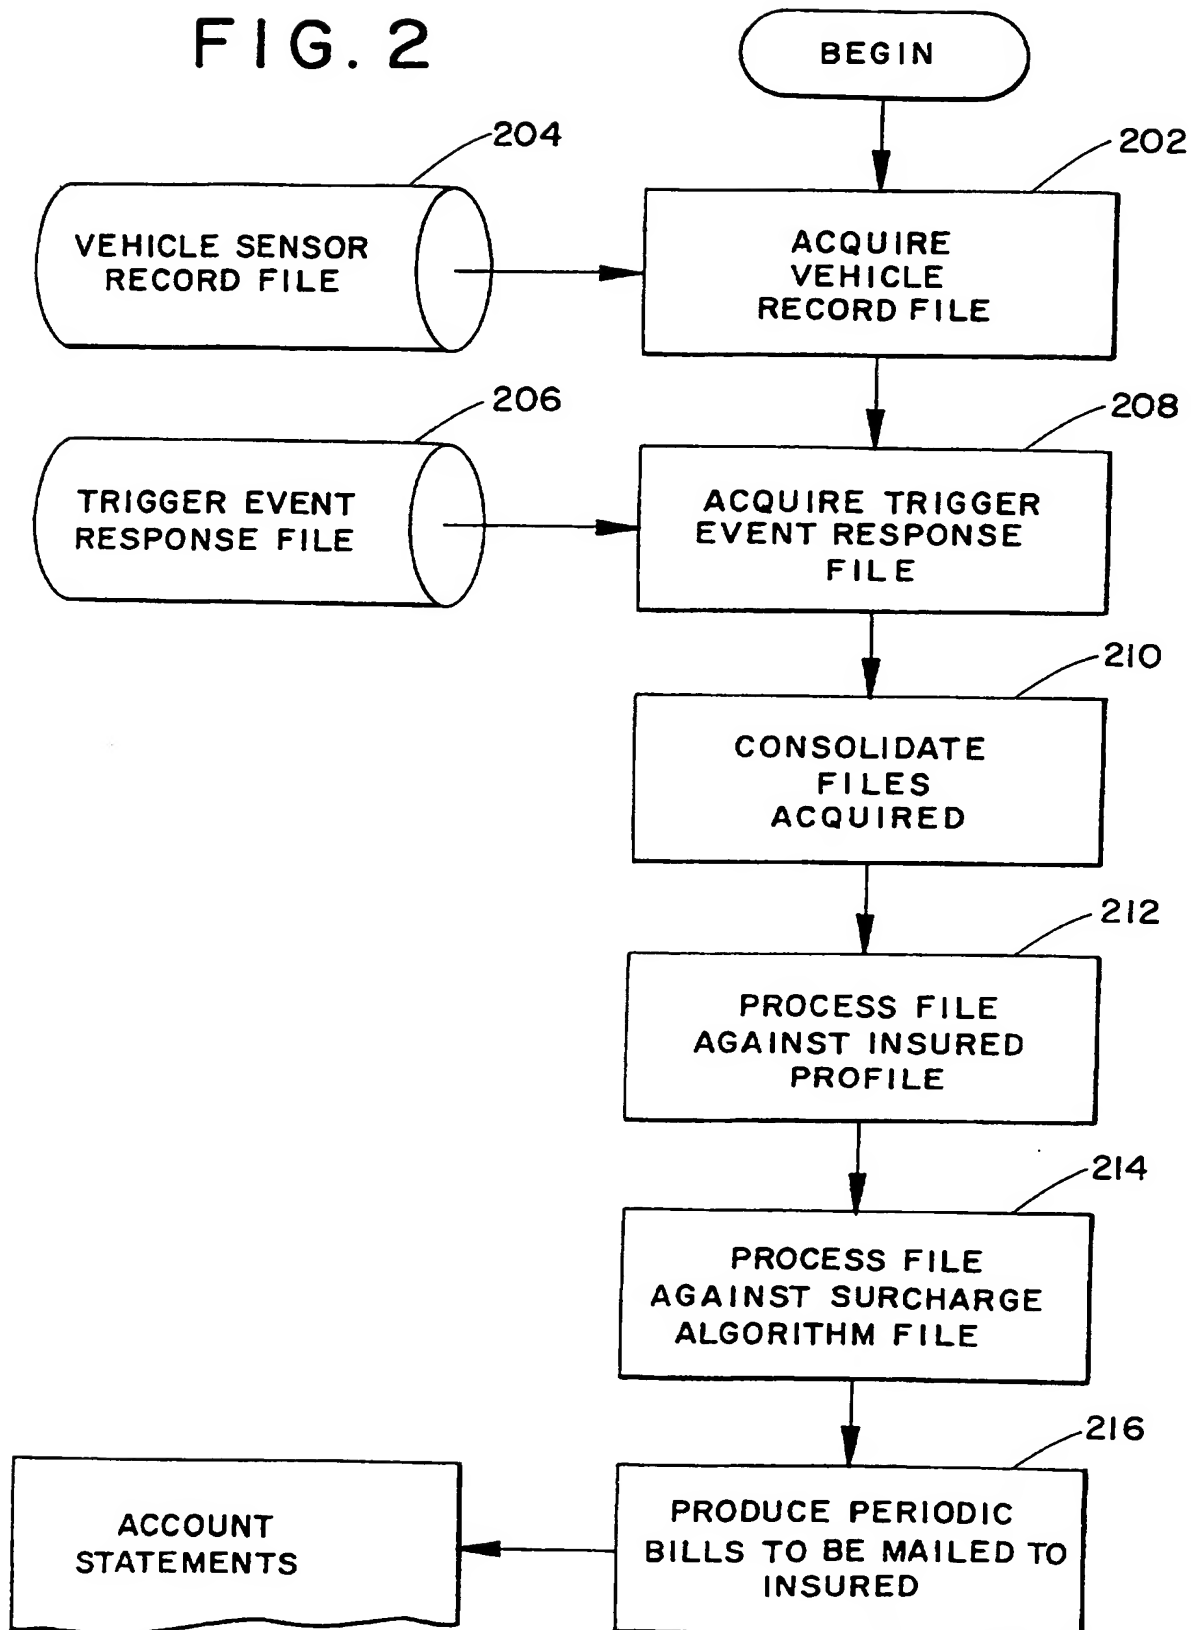 FIG. 2
BEGIN
204
202
VEHICLE SENSOR
RECORD FILE
ACQUIRE
VEHICLE
RECORD FILE
206
208
TRIGGER EVENT
RESPONSE FILE
ACQUIRE TRIGGER
EVENT RESPONSE
FILE
210
CONSOLIDATE
FILES
ACQUIRED
212
PROCESS FILE
AGAINST INSURED
PROFILE
214
PROCESS FILE
AGAINST SURCHARGE
ALGORITHM FILE
216
ACCOUNT
STATEMENTS
PRODUCE PERIODIC
BILLS TO BE MAILED TO
INSURED